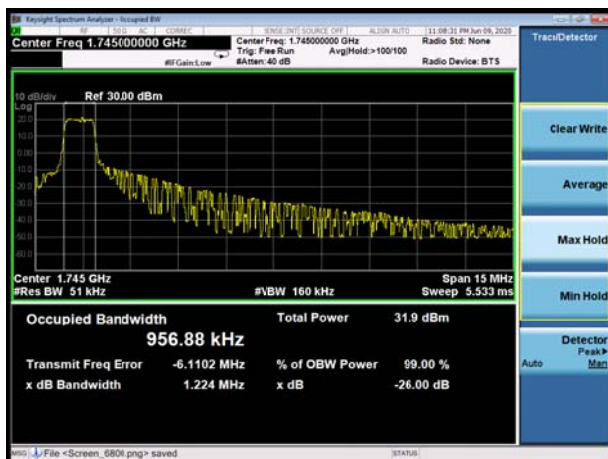 Keysight Spectrum Analyzer - Occupied BW
RF 50 Ω AC CORREC SENSE:INT SOURCE OFF ALIGN AUTO 11:08:31 PM Jun 09, 2020
Center Freq 1.745000000 GHz Center Freq: 1.745000000 GHz Radio Std: None
Trig: Free Run Avg|Hold:>100/100
#IFGain:Low #Atten: 40 dB Radio Device: BTS
Trace/Detector
10 dB/div Ref 30.00 dBm
Log
20.0
10.0
0.00
-10.0
-20.0
-30.0
-40.0
-50.0
-60.0
Clear Write
Average
Max Hold
Min Hold
Detector
Peak▶
Auto Man
Center 1.745 GHz Span 15 MHz
#Res BW 51 kHz #VBW 160 kHz Sweep 5.533 ms
Occupied Bandwidth Total Power 31.9 dBm
956.88 kHz
Transmit Freq Error -6.1102 MHz % of OBW Power 99.00 %
x dB Bandwidth 1.224 MHz x dB -26.00 dB
MSG File <Screen_6801.png> saved STATUS